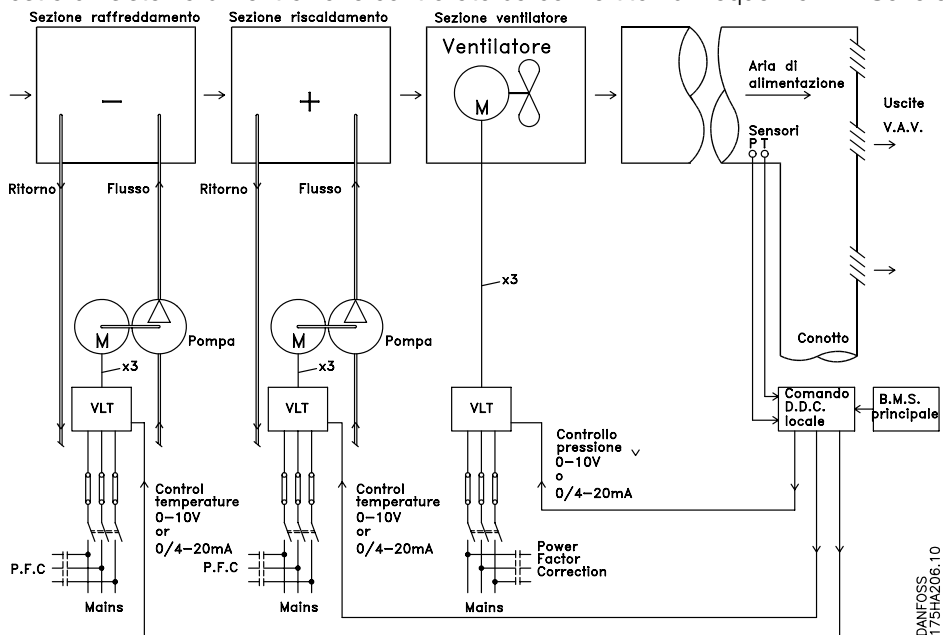 Sezione raffreddamento
Sezione riscaldamento
Sezione ventilatore
Ventilatore
M
−
+
Aria di
alimentazione
Uscite
V.A.V.
Sensori
P T
Ritorno
Flusso
Ritorno
Flusso
x3
M
Pompa
M
Pompa
Conotto
x3
x3
VLT
VLT
VLT
Comando
D.D.C.
locale
B.M.S.
principale
Controllo
pressione
0-10V
o
0/4-20mA
Control
temperature
0-10V
or
0/4-20mA
Control
temperature
0-10V
or
0/4-20mA
P.F.C
P.F.C
Power
Factor
Correction
Mains
Mains
Mains
DANFOSS
175HA206.10